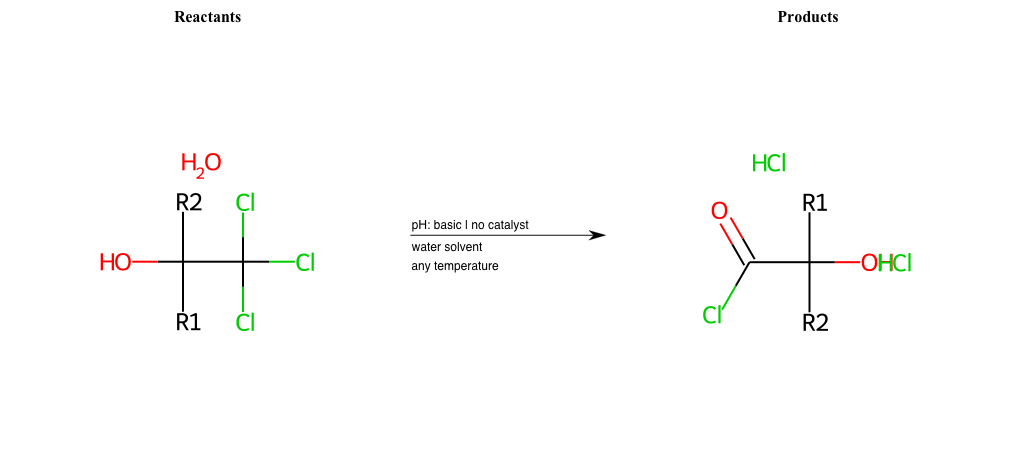 Reactants
Products
H2O
HCl
R2
Cl
O
R1
HO
Cl
OH
HCl
R1
Cl
Cl
R2
pH: basic | no catalyst
water solvent
any temperature